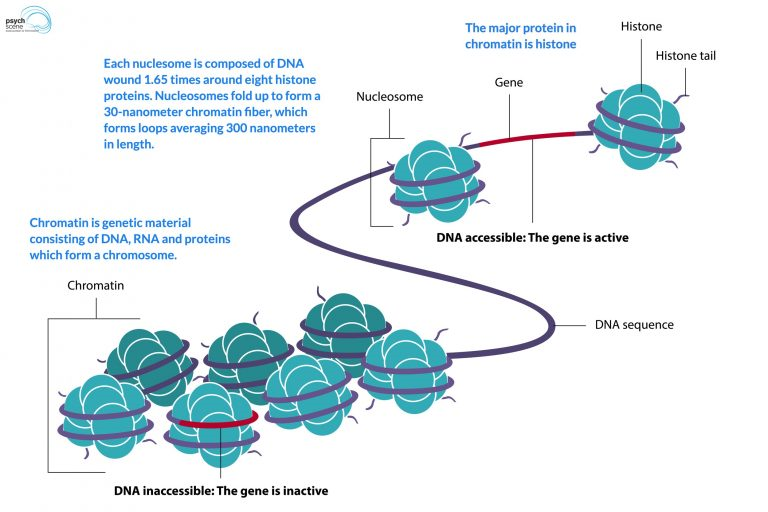 psych
scene
The major protein in
chromatin is histone
Histone
Histone tail
Each nuclesome is composed of DNA
wound 1.65 times around eight histone
proteins. Nucleosomes fold up to form a
30-nanometer chromatin fiber, which
forms loops averaging 300 nanometers
in length.
Nucleosome
Gene
DNA accessible: The gene is active
Chromatin is genetic material
consisting of DNA, RNA and proteins
which form a chromosome.
Chromatin
DNA sequence
DNA inaccessible: The gene is inactive